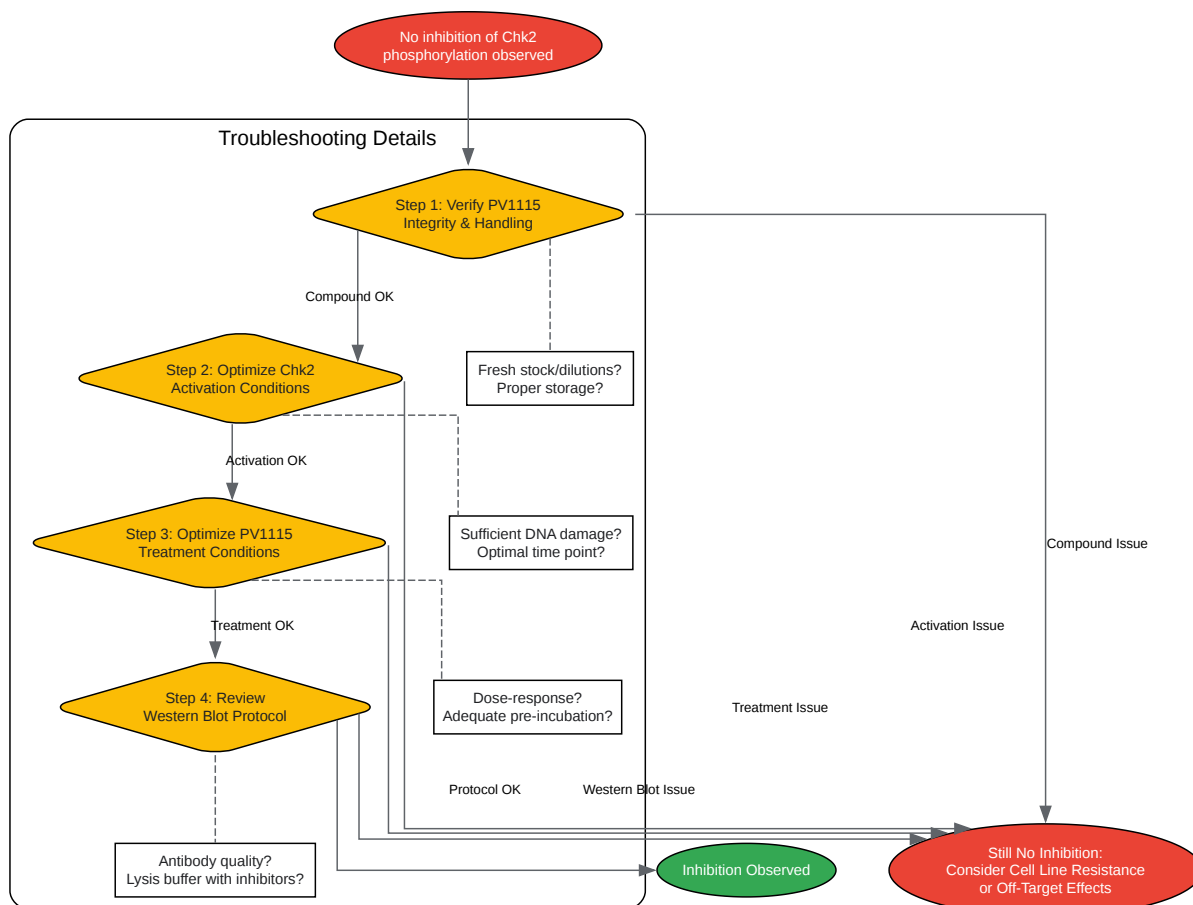 No inhibition of Chk2
phosphorylation observed
Troubleshooting Details
Step 1: Verify PV1115
Integrity & Handling
Compound OK
Step 2: Optimize Chk2
Activation Conditions
Fresh stock/dilutions?
Proper storage?
Activation OK
Step 3: Optimize PV1115
Treatment Conditions
Sufficient DNA damage?
Optimal time point?
Compound Issue
Treatment OK
Activation Issue
Step 4: Review
Western Blot Protocol
Dose-response?
Adequate pre-incubation?
Treatment Issue
Protocol OK
Western Blot Issue
Antibody quality?
Lysis buffer with inhibitors?
Inhibition Observed
Still No Inhibition:
Consider Cell Line Resistance
or Off-Target Effects